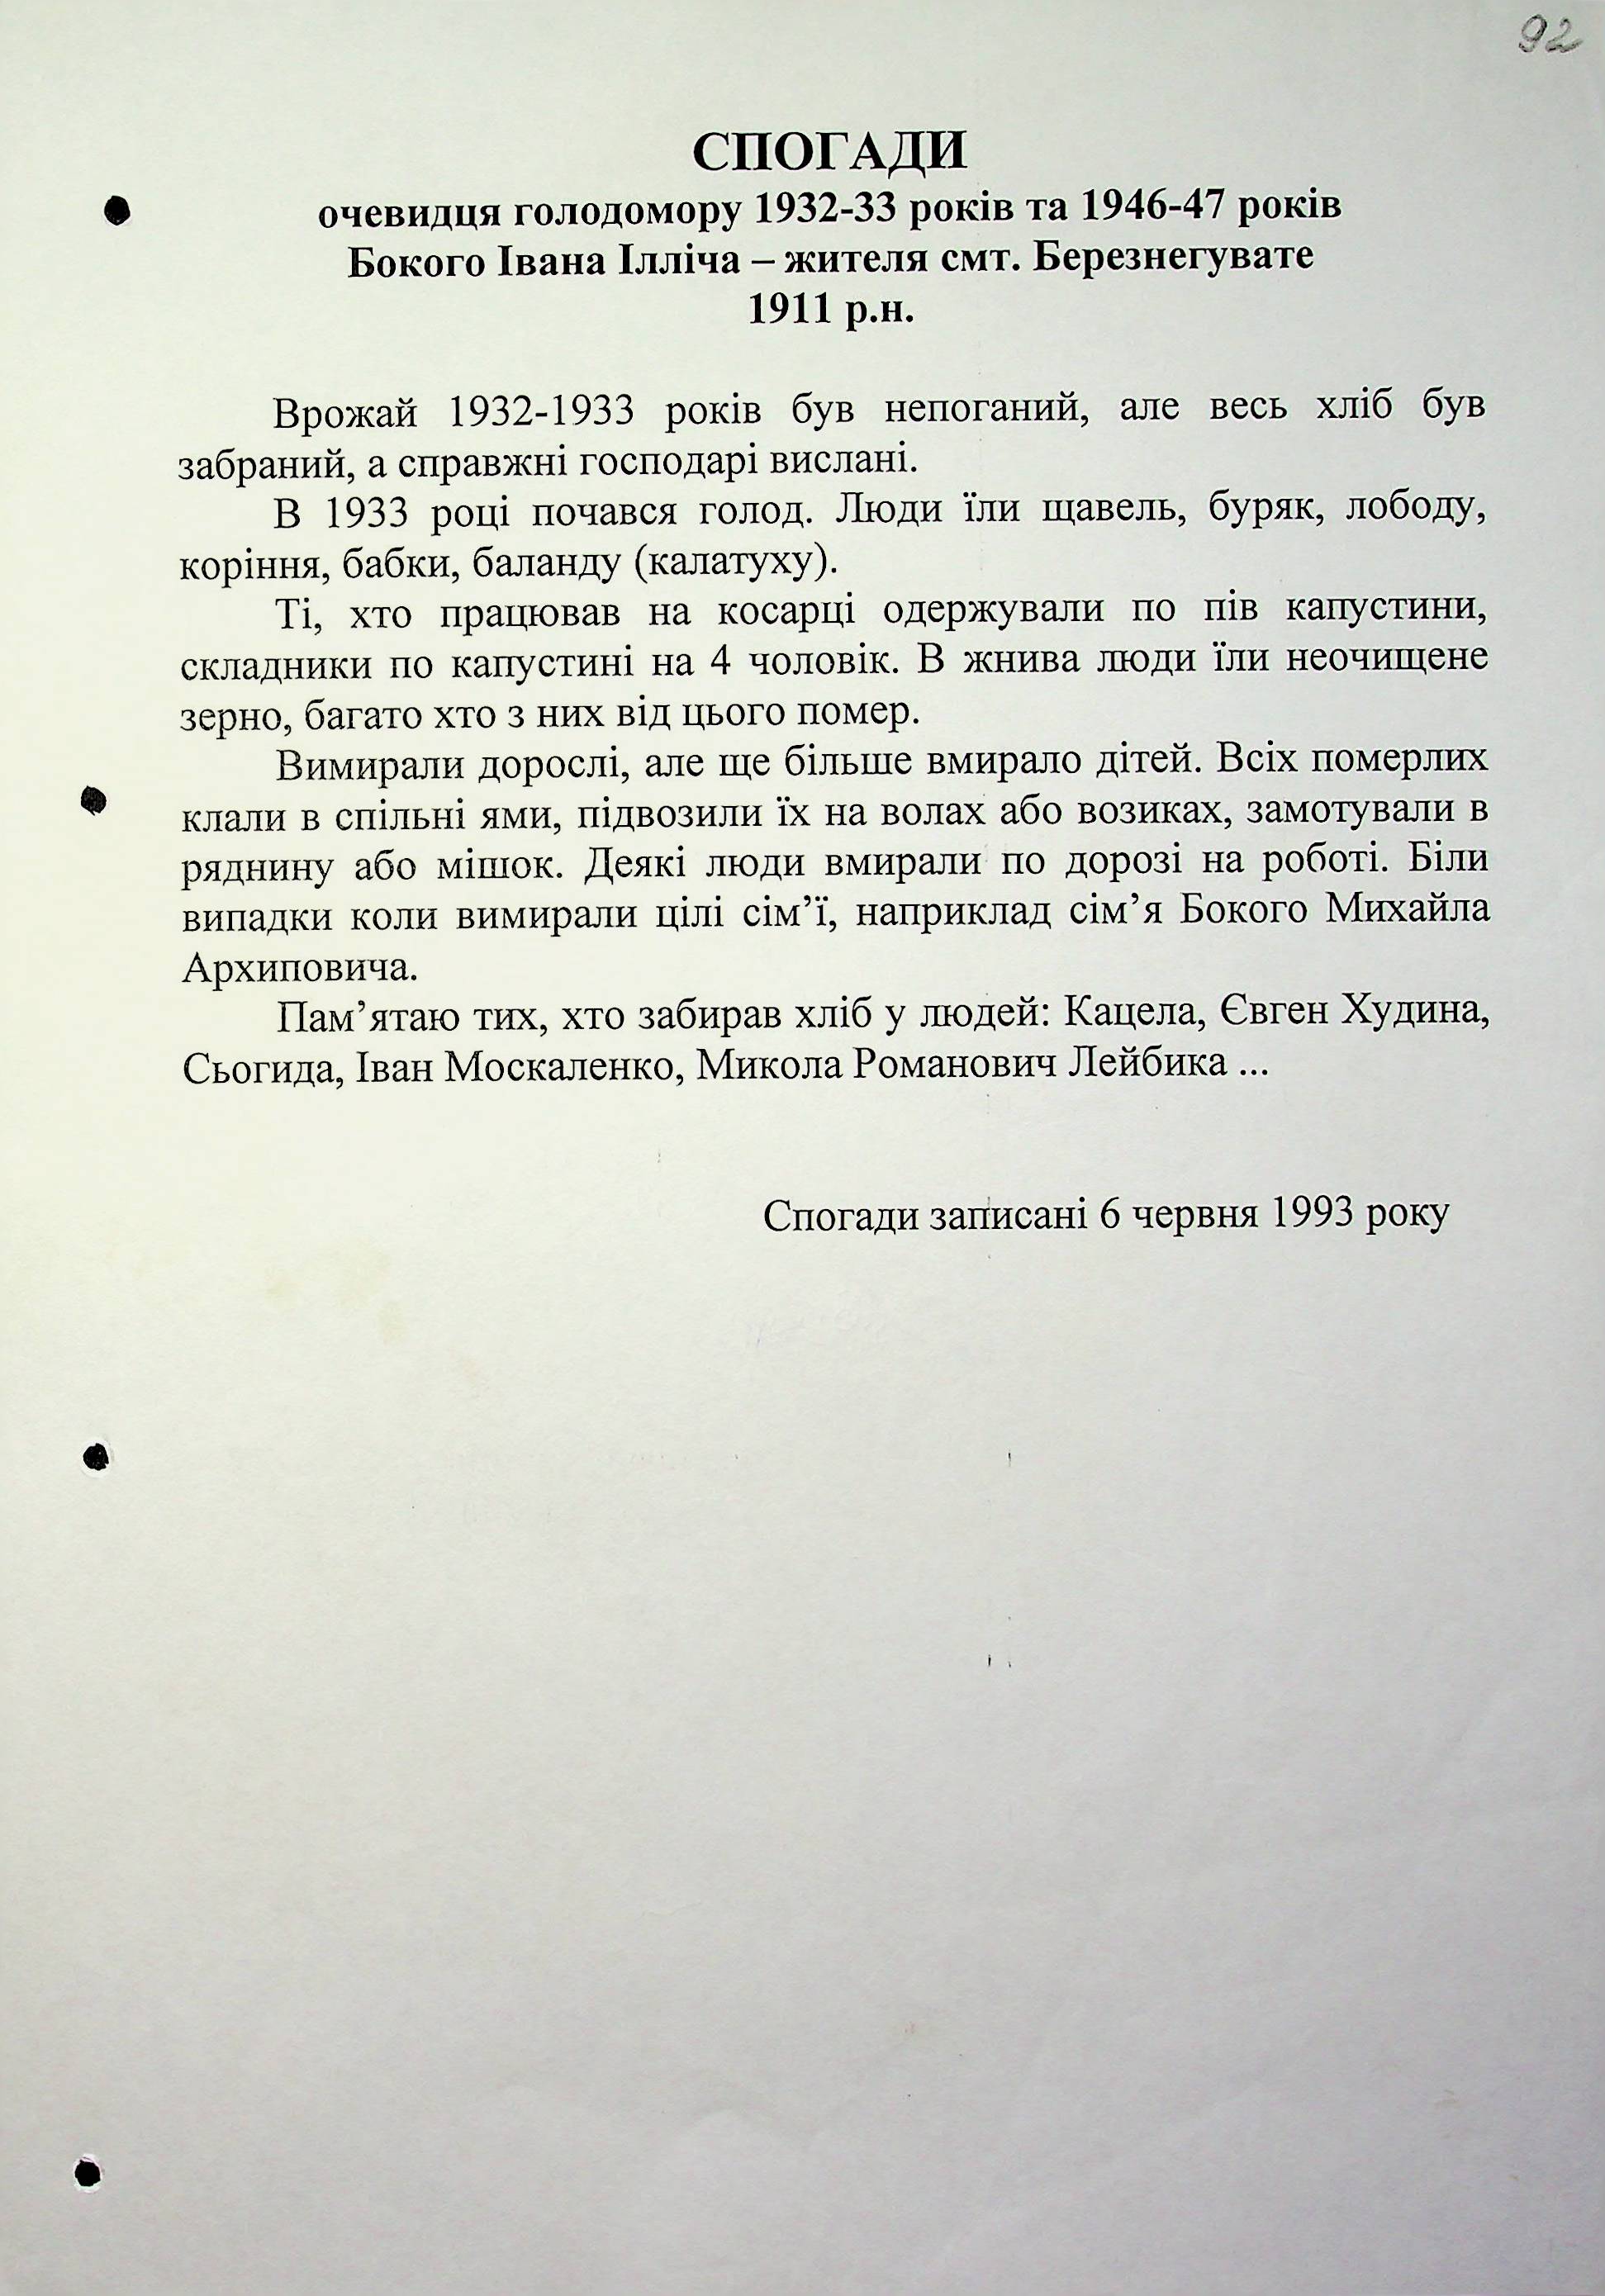 92
СПОГАДИ
очевидця голодомору 1932-33 років та 1946-47 років
Бокого Івана Ілліча – жителя смт. Березнегувате
1911 р.н.
Врожай 1932-1933 років був непоганий, але весь хліб був
забраний, а справжні господарі вислані.
В 1933 році почався голод. Люди їли щавель, буряк, лободу,
коріння, бабки, баланду (калатуху).
Ті, хто працював на косарці одержували по пів капустини,
складники по капустині на 4 чоловік. В жнива люди їли неочищене
зерно, багато хто з них від цього помер.
Вимирали дорослі, але ще більше вмирало дітей. Всіх померлих
клали в спільні ями, підвозили їх на волах або возиках, замотували в
ряднину або мішок. Деякі люди вмирали по дорозі на роботі. Біли
випадки коли вимирали цілі сім’ї, наприклад сім’я Бокого Михайла
Архиповича.
Пам’ятаю тих, хто забирав хліб у людей: Кацела, Євген Худина,
Сьогида, Іван Москаленко, Микола Романович Лейбика ...
Спогади записані 6 червня 1993 року